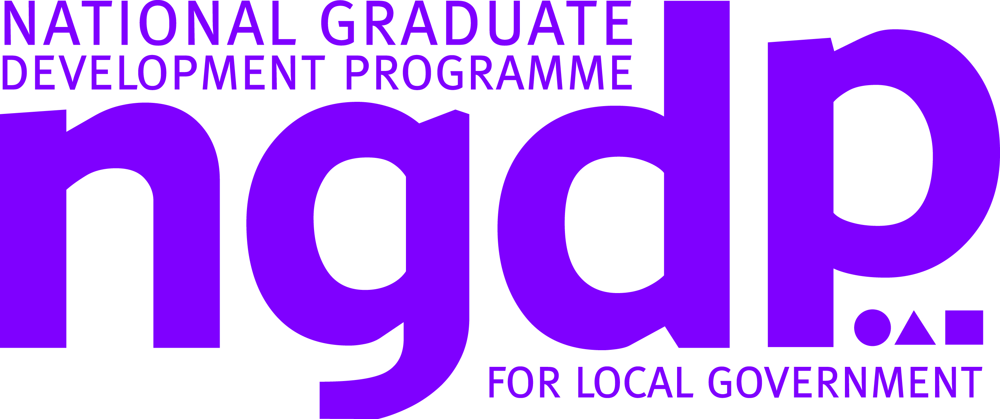 NATIONAL GRADUATE
DEVELOPMENT PROGRAMME
ngdp
FOR LOCAL GOVERNMENT